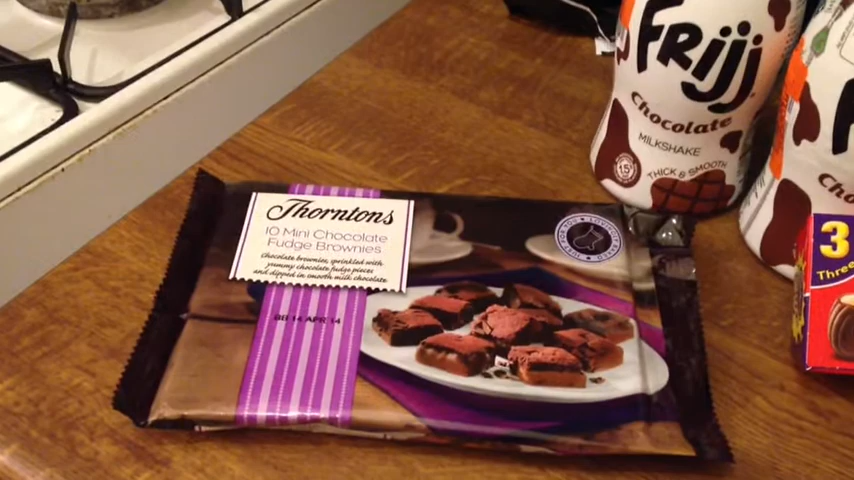 Frijj
Chocolate
MILKSHAKE
THICK & SMOOTH
Thorntons
10 Mini Chocolate
Fudge Brownies
Chocolate brownies, sprinkled with
yummy chocolate fudge pieces
and dipped in smooth milk chocolate
BB 14 APR 14
3
Three